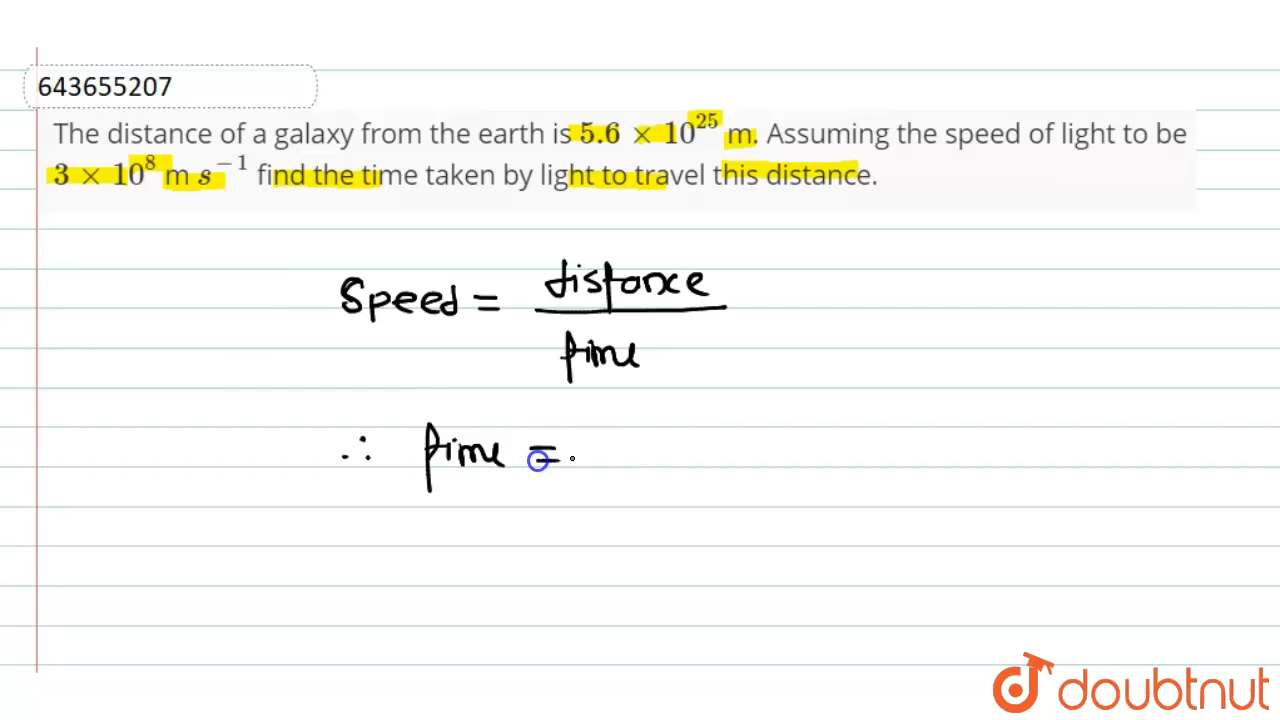 643655207
The distance of a galaxy from the earth is 5.6 × 10^25 m. Assuming the speed of light to be
3 × 10^8 m s^−1 find the time taken by light to travel this distance.
Speed = distance
time
∴ time =
doubtnut